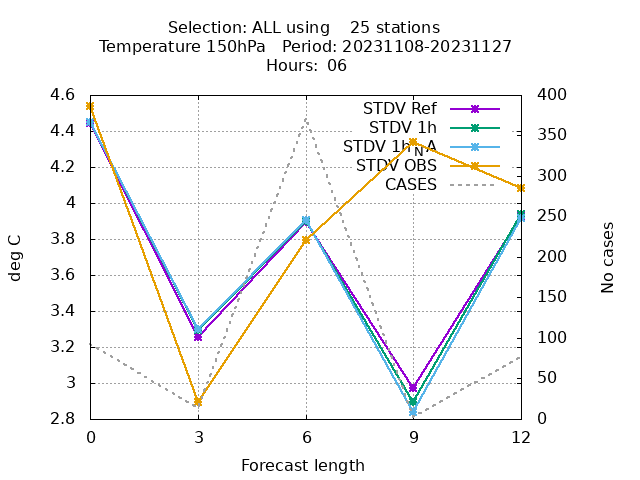 Selection: ALL using    25 stations
Temperature 150hPa   Period: 20231108-20231127
Hours: 06
4.6
4.4
4.2
4
3.8
3.6
3.4
3.2
3
2.8
deg C
STDV Ref
STDV 1h
STDV 1h_NA
STDV OBS
CASES
400
350
300
250
200
150
100
50
0
No cases
0 3 6 9 12
Forecast length